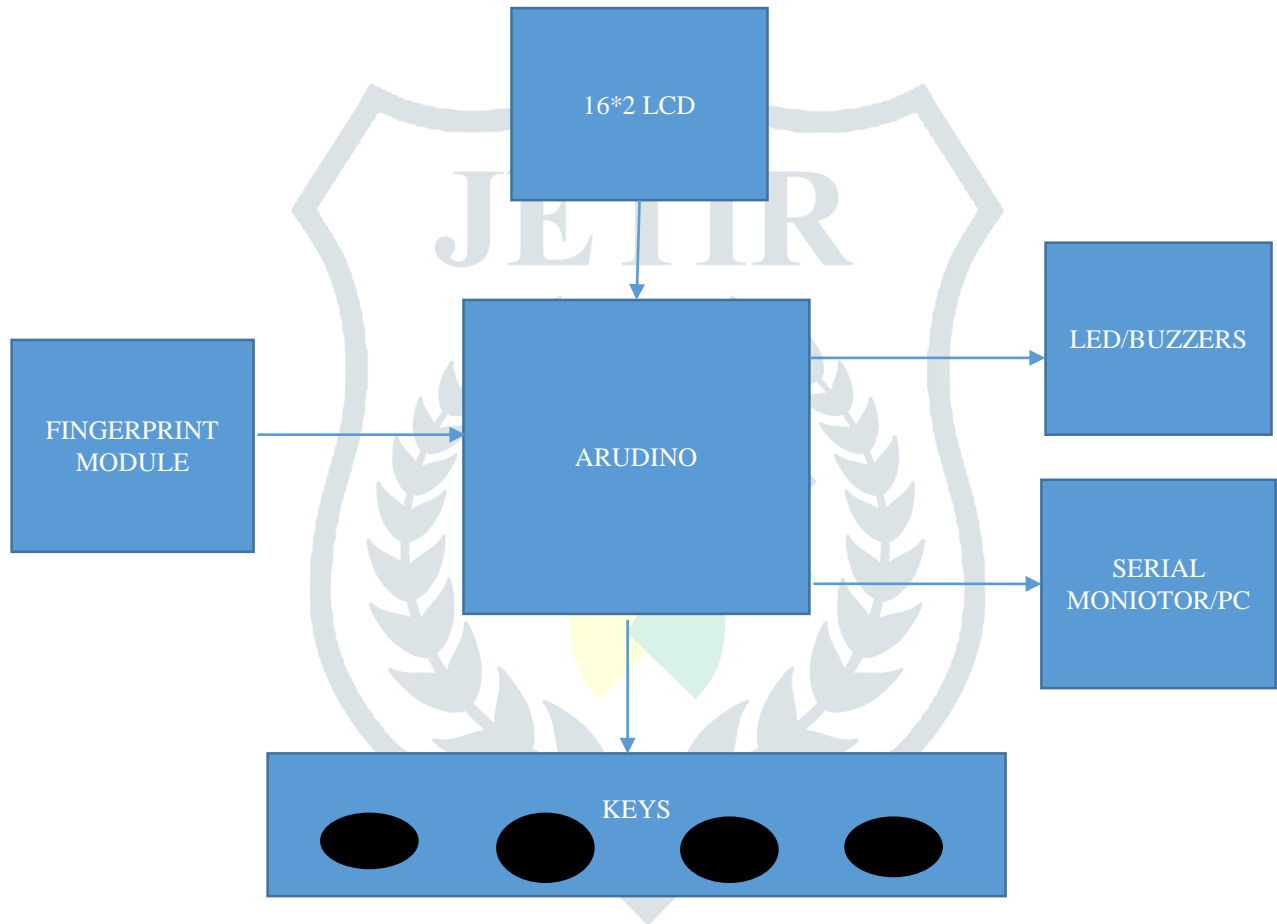 16*2 LCD
JETIR
LED/BUZZERS
FINGERPRINT
MODULE
ARUDINO
SERIAL
MONIOTOR/PC
KEYS